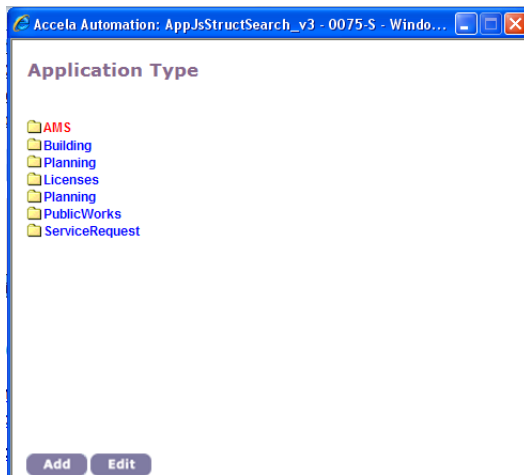 Accela Automation: AppJsStructSearch_v3 - 0075-S - Windo...
Application Type
AMS
Building
Planning
Licenses
Planning
PublicWorks
ServiceRequest
Add Edit